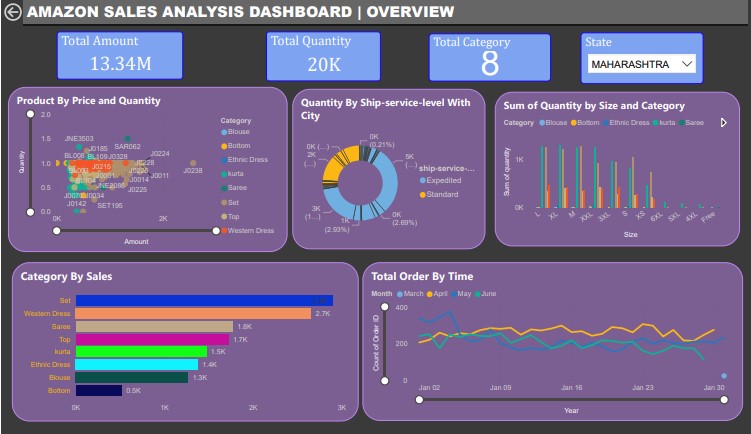 AMAZON SALES ANALYSIS DASHBOARD | OVERVIEW
Total Amount
13.34M
Total Quantity
20K
Total Category
8
State
MAHARASHTRA
Product By Price and Quantity
Quantity
2.0
1.5
1.0
0.5
0.0
JNE3503
SAR062
J0185
J0224
BL008
BL109
J0328
J0228
J0215
J0238
J0011
J0014
JNE2095
J0225
J0034
J0142
SET195
0K
2K
Amount
Category
Blouse
Bottom
Ethnic Dress
kurta
Saree
Set
Top
Western Dress
Quantity By Ship-service-level With
City
0K (...)
2K
(...)
0K
(0.21%)
5K
(...)
3K
(1...)
1K
(2.93%)
0K
(2.69%)
ship-service-...
Expedited
Standard
Sum of Quantity by Size and Category
Category Blouse Bottom Ethnic Dress kurta Saree
Sum of quantity
1K
0K
L XL M XXL 3XL S XS 6XL 5XL 4XL Free
Size
Category By Sales
Set
Western Dress 2.7K
Saree 1.8K
Top 1.7K
kurta 1.5K
Ethnic Dress 1.4K
Blouse 1.3K
Bottom 0.5K
0K 1K 2K 3K
Total Order By Time
Month March April May June
Count of Order ID
400
200
0
Jan 02 Jan 09 Jan 16 Jan 23 Jan 30
Year